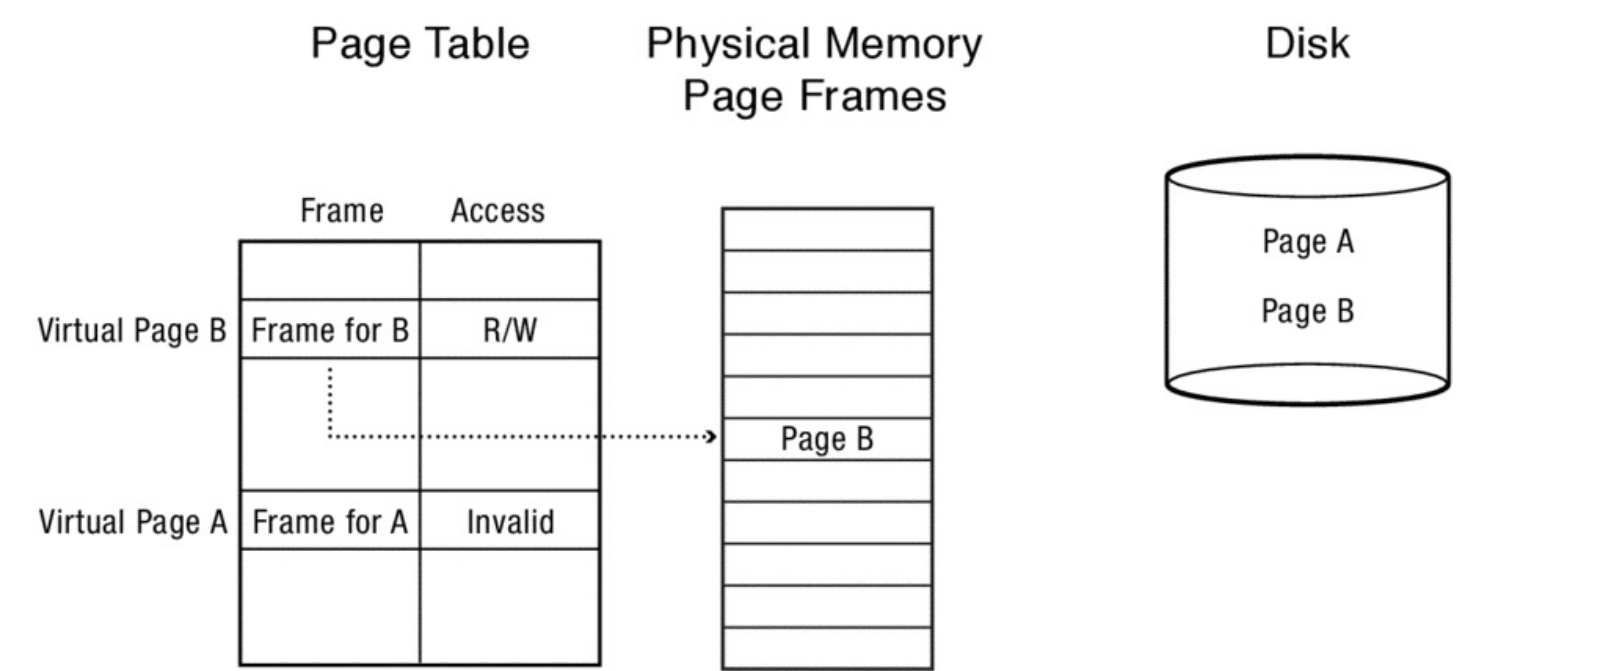 Page Table
Physical Memory
Page Frames
Disk
Frame
Access
Virtual Page B
Frame for B
R/W
Virtual Page A
Frame for A
Invalid
Page B
Page A
Page B